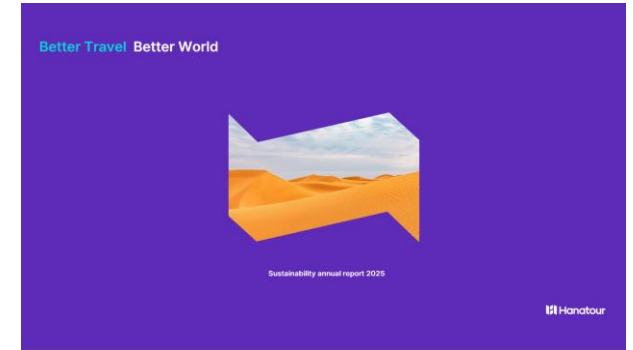 Better Travel Better World
Sustainability annual report 2025
Hanatour